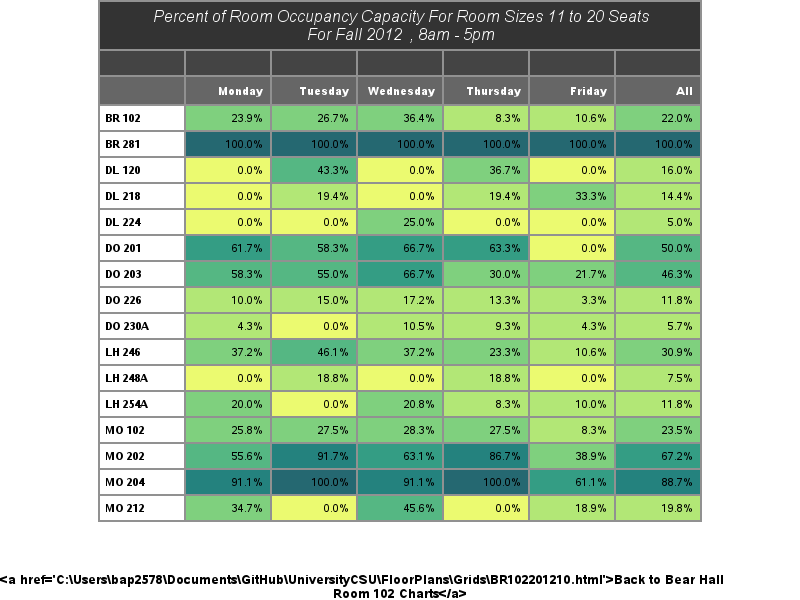 Percent of Room Occupancy Capacity For Room Sizes 11 to 20 Seats
For Fall 2012 , 8am - 5pm
Monday Tuesday Wednesday Thursday Friday All
BR 102 23.9% 26.7% 36.4% 8.3% 10.6% 22.0%
BR 281 100.0% 100.0% 100.0% 100.0% 100.0% 100.0%
DL 120 0.0% 43.3% 0.0% 36.7% 0.0% 16.0%
DL 218 0.0% 19.4% 0.0% 19.4% 33.3% 14.4%
DL 224 0.0% 0.0% 25.0% 0.0% 0.0% 5.0%
DO 201 61.7% 58.3% 66.7% 63.3% 0.0% 50.0%
DO 203 58.3% 55.0% 66.7% 30.0% 21.7% 46.3%
DO 226 10.0% 15.0% 17.2% 13.3% 3.3% 11.8%
DO 230A 4.3% 0.0% 10.5% 9.3% 4.3% 5.7%
LH 246 37.2% 46.1% 37.2% 23.3% 10.6% 30.9%
LH 248A 0.0% 18.8% 0.0% 18.8% 0.0% 7.5%
LH 254A 20.0% 0.0% 20.8% 8.3% 10.0% 11.8%
MO 102 25.8% 27.5% 28.3% 27.5% 8.3% 23.5%
MO 202 55.6% 91.7% 63.1% 86.7% 38.9% 67.2%
MO 204 91.1% 100.0% 91.1% 100.0% 61.1% 88.7%
MO 212 34.7% 0.0% 45.6% 0.0% 18.9% 19.8%
<a href='C:\Users\bap2578\Documents\GitHub\UniversityCSU\FloorPlans\Grids\BR102201210.html'>Back to Bear Hall
Room 102 Charts</a>